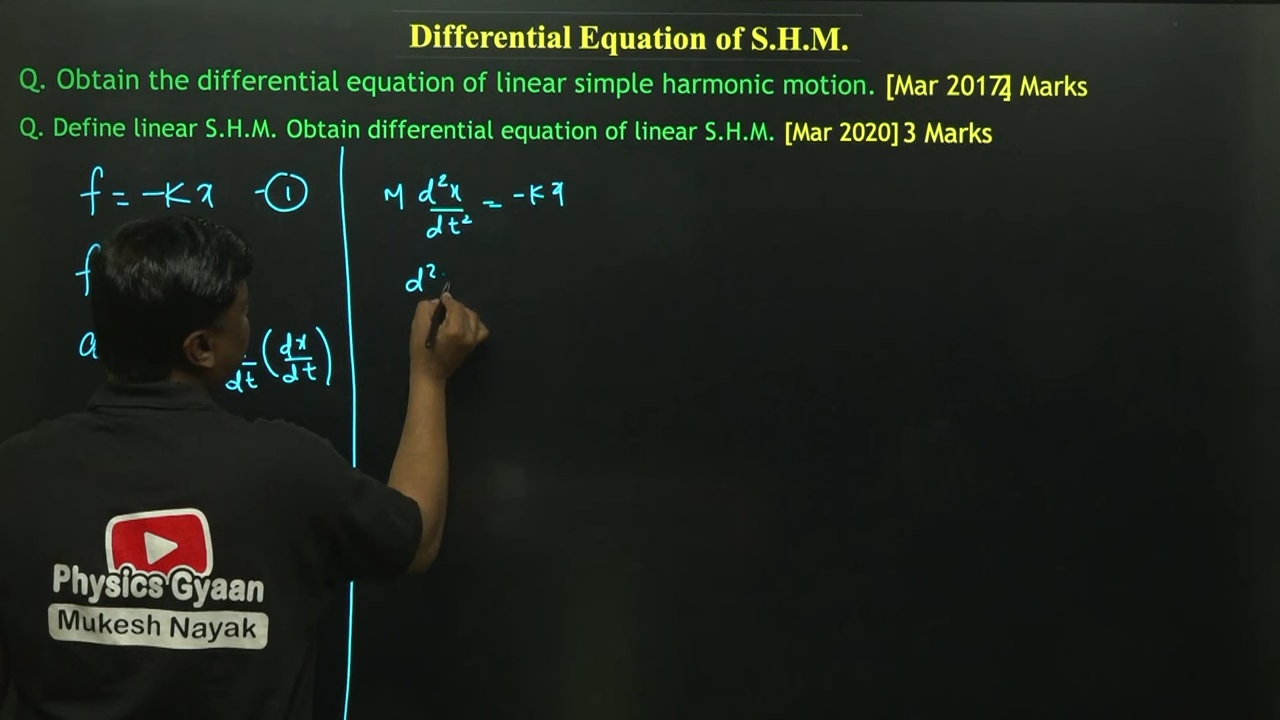 Differential Equation of S.H.M.
Q. Obtain the differential equation of linear simple harmonic motion. [Mar 2017] Marks
Q. Define linear S.H.M. Obtain differential equation of linear S.H.M. [Mar 2020] 3 Marks
f = -Kx -①
f
a
dt (dx/dt)
M d²x/dt² = -Kx
d²
Physics Gyaan
Mukesh Nayak